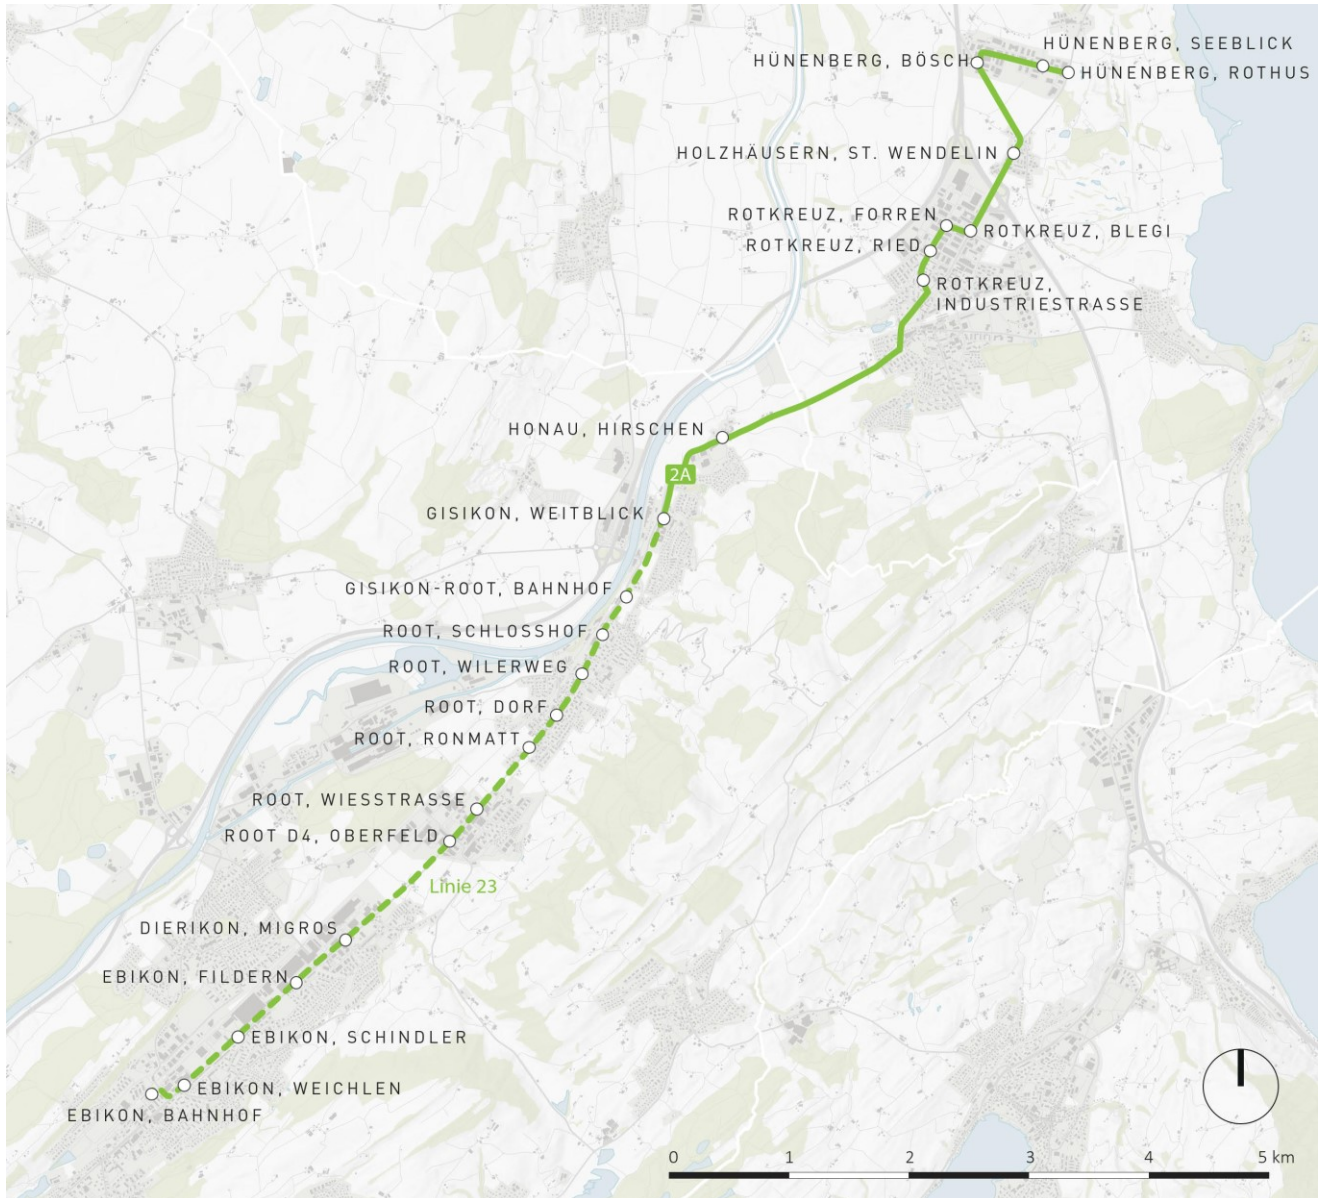 HÜNENBERG, SEEBLICK
HÜNENBERG, BÖSCH
HÜNENBERG, ROTHUS
HOLZHÄUSERN, ST. WENDELIN
ROTKREUZ, FORREN
ROTKREUZ, BLEGI
ROTKREUZ, RIED
ROTKREUZ,
INDUSTRIESTRASSE
HONAU, HIRSCHEN
2A
GISIKON, WEITBLICK
GISIKON-ROOT, BAHNHOF
ROOT, SCHLOSSHOF
ROOT, WILERWEG
ROOT, DORF
ROOT, RONMATT
ROOT, WIESSTRASSE
ROOT D4, OBERFELD
Linie 23
DIERIKON, MIGROS
EBIKON, FILDERN
EBIKON, SCHINDLER
EBIKON, WEICHLEN
EBIKON, BAHNHOF
0 1 2 3 4 5 km